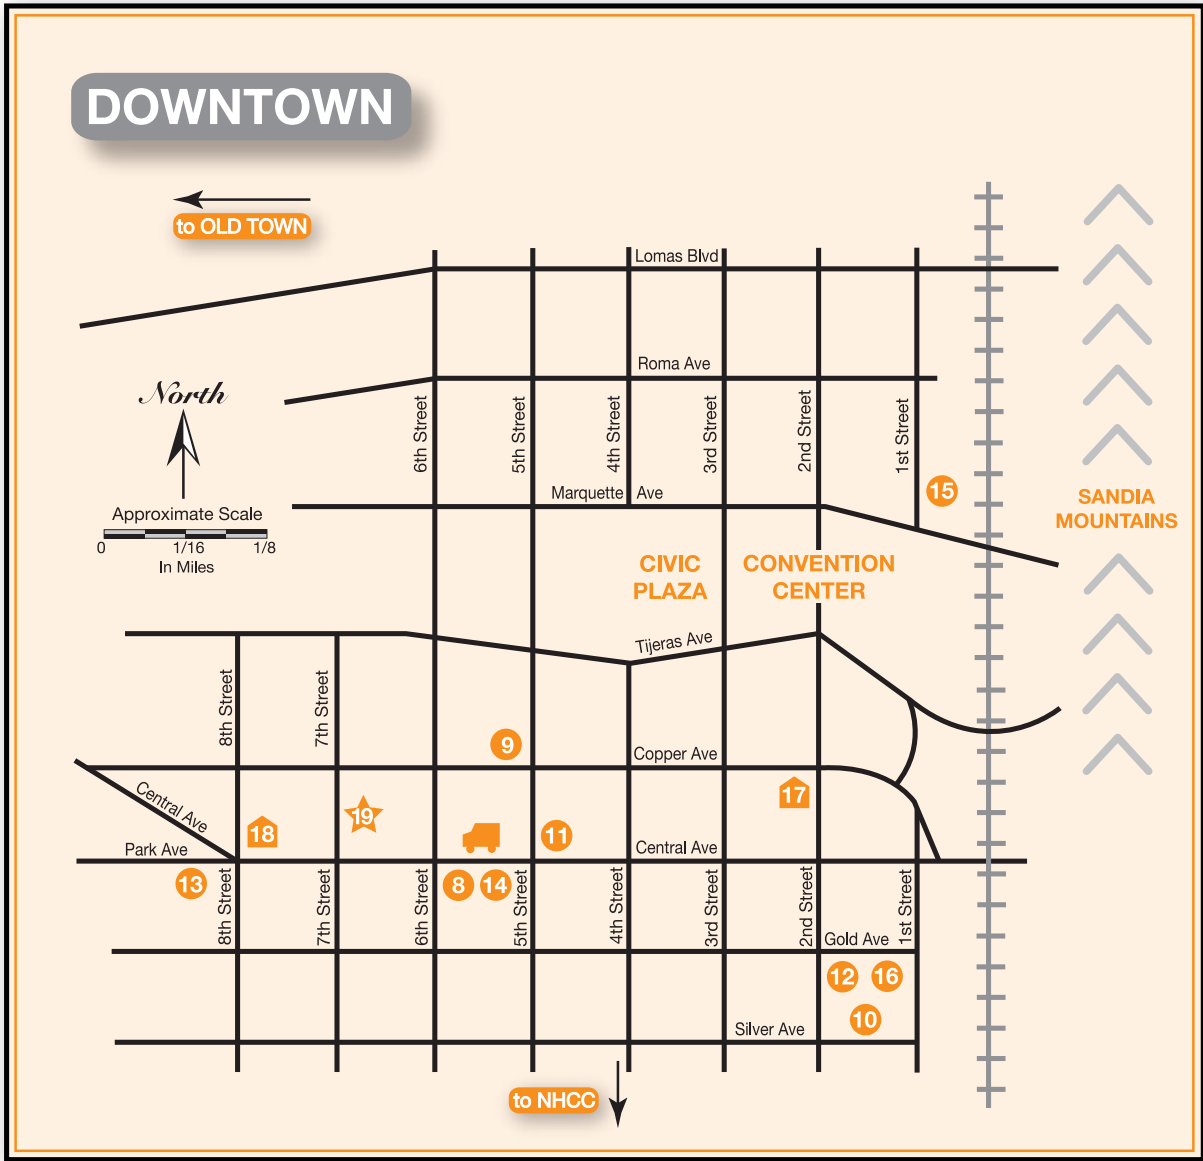 DOWNTOWN
to OLD TOWN
Lomas Blvd
North
Roma Ave
6th Street
5th Street
4th Street
3rd Street
2nd Street
1st Street
Approximate Scale
0 1/16 1/8
In Miles
Marquette Ave
15
SANDIA
MOUNTAINS
CIVIC
PLAZA
CONVENTION
CENTER
Tijeras Ave
8th Street
7th Street
9
Copper Ave
Central Ave
17
18
19
11
Park Ave
Central Ave
13
8
14
8th Street
7th Street
6th Street
5th Street
4th Street
3rd Street
2nd Street
1st Street
Gold Ave
12
16
10
Silver Ave
to NHCC